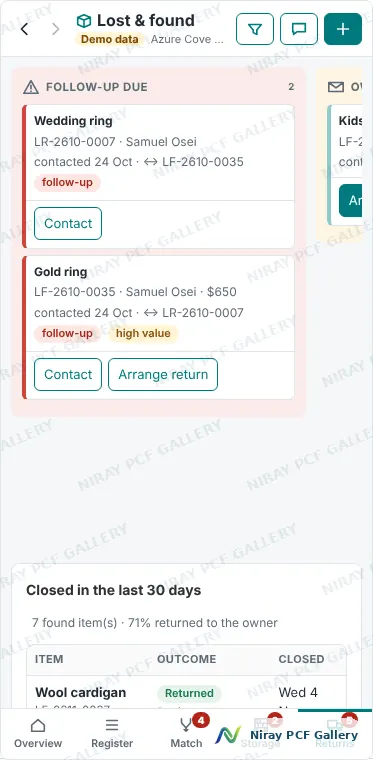 Lost & found
Demo data Azure Cove ...
FOLLOW-UP DUE 2
Wedding ring
LR-2610-0007 · Samuel Osei
contacted 24 Oct · ↔ LF-2610-0035
follow-up
Contact
Gold ring
LF-2610-0035 · Samuel Osei · $650
contacted 24 Oct · ↔ LR-2610-0007
follow-up high value
Contact Arrange return
Kids
Closed in the last 30 days
7 found item(s) · 71% returned to the owner
ITEM OUTCOME CLOSED
Wool cardigan Returned Wed 4
Overview Register Match 4 Storage Returns
Niray PCF Gallery
NIRAY PCF GALLERY